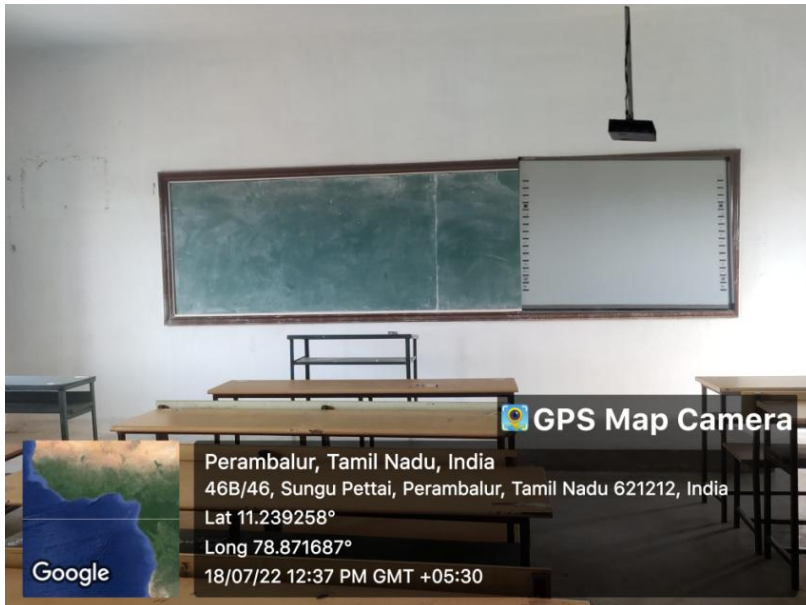 GPS Map Camera
Perambalur, Tamil Nadu, India
46B/46, Sungu Pettai, Perambalur, Tamil Nadu 621212, India
Lat 11.239258°
Long 78.871687°
18/07/22 12:37 PM GMT +05:30
Google